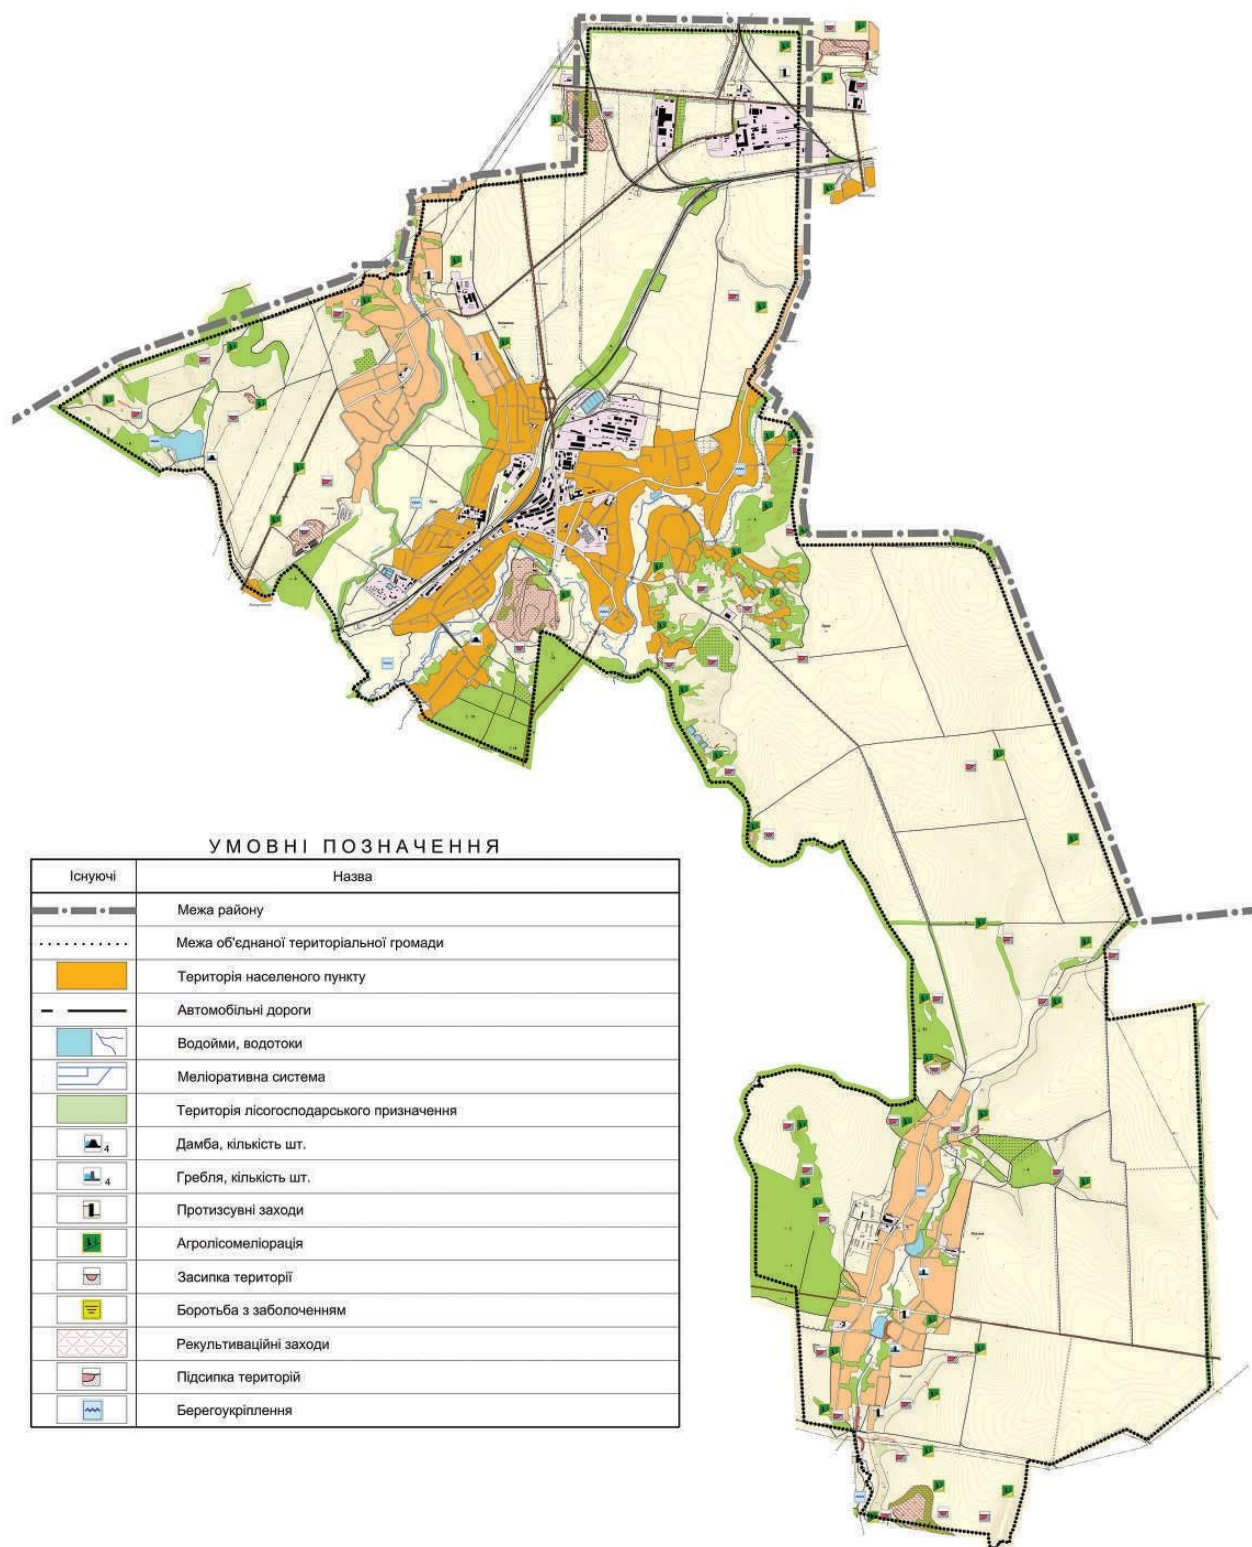 УМОВНІ ПОЗНАЧЕННЯ
Існуючі Назва
Межа району
Межа об'єднаної територіальної громади
Територія населеного пункту
Автомобільні дороги
Водойми, водотоки
Меліоративна система
Територія лісогосподарського призначення
4 Дамба, кількість шт.
4 Гребля, кількість шт.
Протизсувні заходи
Агролісомеліорація
Засипка території
Боротьба з заболоченням
Рекультиваційні заходи
Підсипка територій
Берегоукріплення